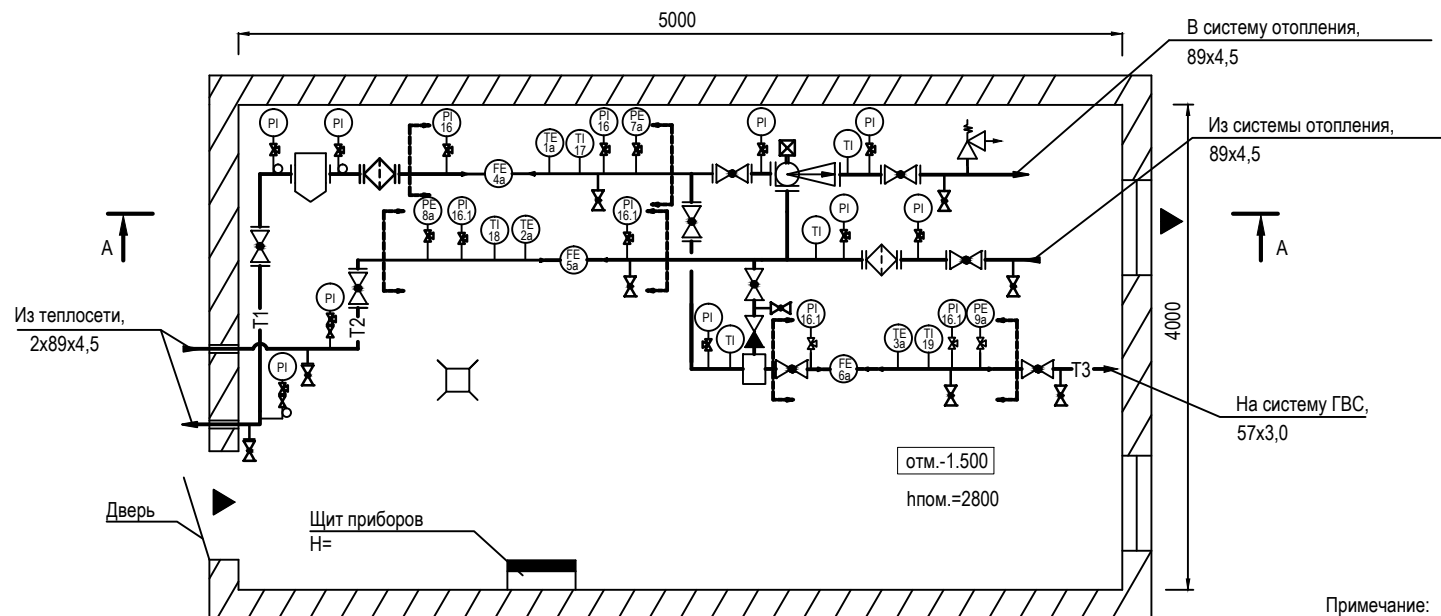 5000
В систему отопления,
89х4,5
Из системы отопления,
89х4,5
PI
PI
PI
16
TE
1a
TI
17
PI
16
PE
7a
PI
TI
PI
FE
4a
PE
8a
PI
16.1
TI
18
TE
2a
PI
16.1
TI
PI
PI
FE
5a
A
A
4000
Из теплосети,
2х89х4,5
T1
PI
T2
PI
PI
TI
PI
16.1
TE
3a
TI
19
PI
16.1
PE
9a
FE
6a
T3
На систему ГВС,
57х3,0
отм.-1.500
hпом.=2800
Дверь
Щит приборов
H=
Примечание: